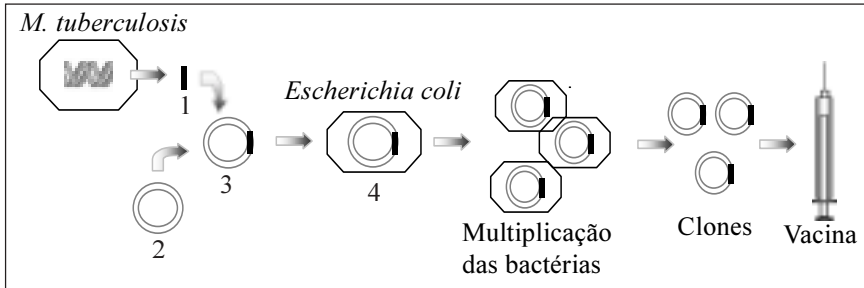 M. tuberculosis
1
Escherichia coli
3
4
2
Multiplicação
das bactérias
Clones
Vacina